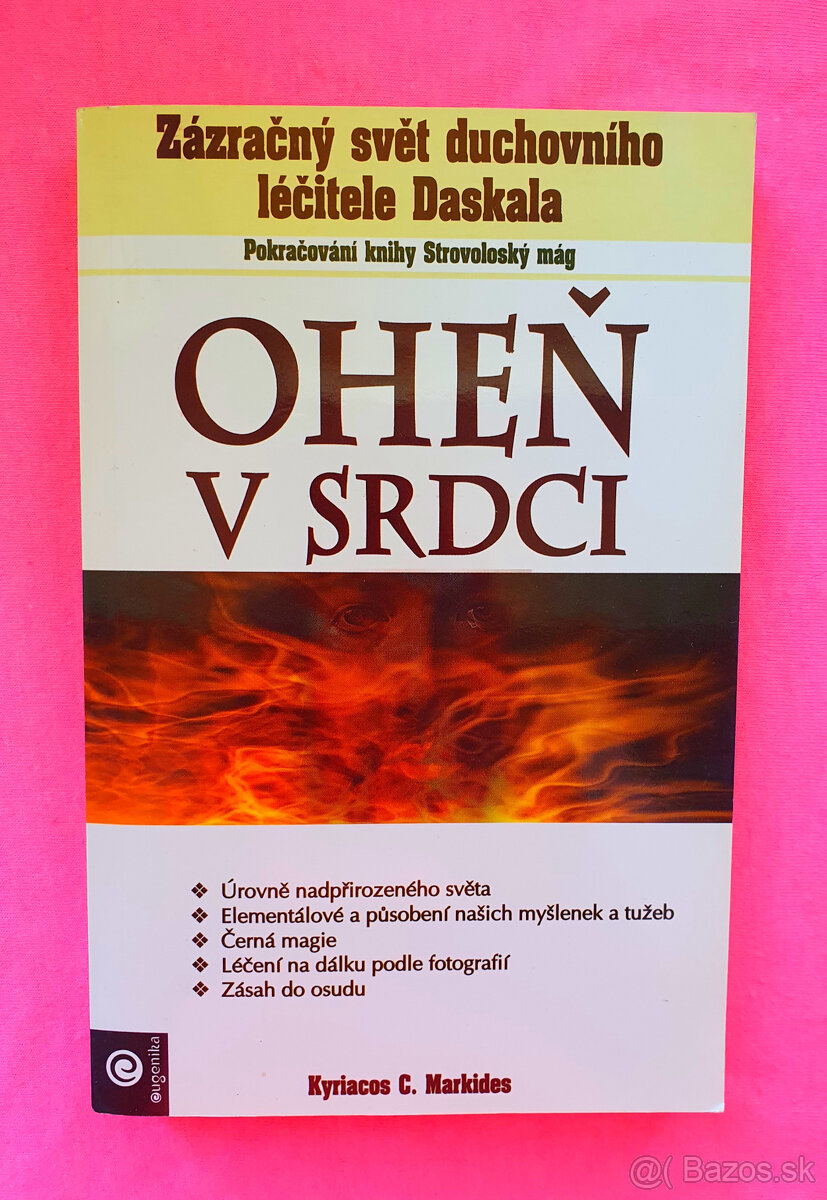 Zázračný svět duchovního
léčitele Daskala
Pokračování knihy Strovoloský mág
OHEŇ
V SRDCI
❖ Úrovně nadpřirozeného světa
❖ Elementálové a působení našich myšlenek a tužeb
❖ Černá magie
❖ Léčení na dálku podle fotografií
❖ Zásah do osudu
eugenika
Kyriacos C. Markides
@( Bazos.sk